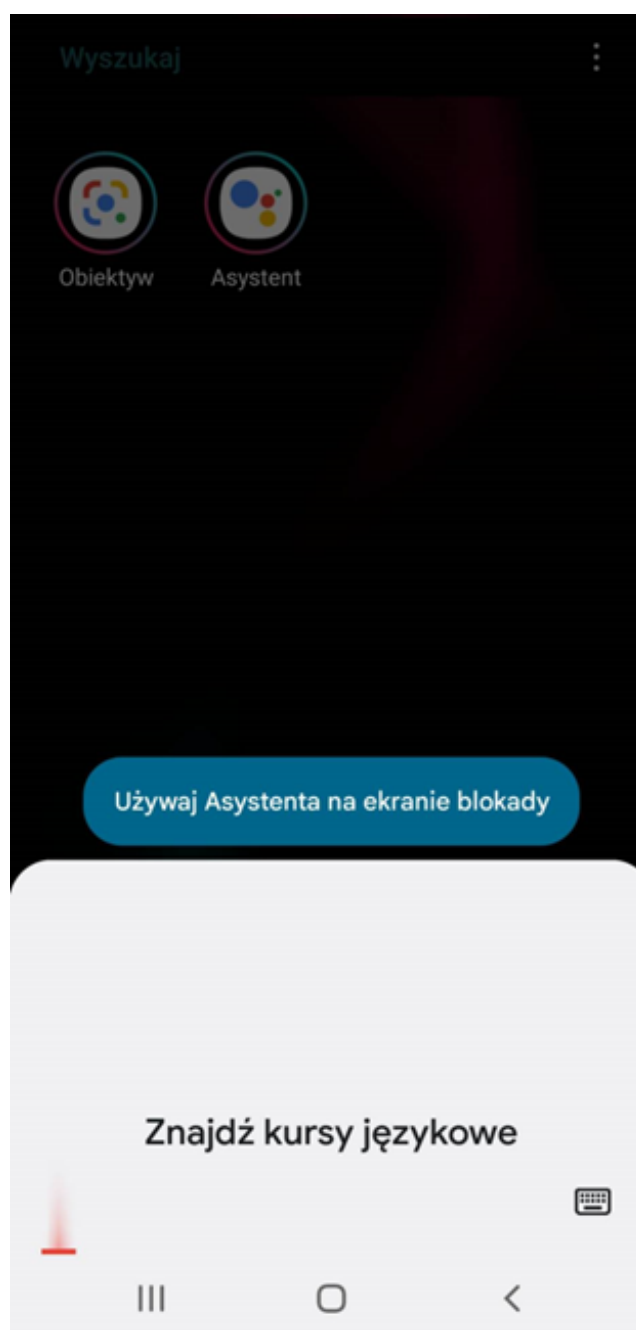 Wyszukaj
Obiektyw
Asystent
Używaj Asystenta na ekranie blokady
Znajdź kursy językowe